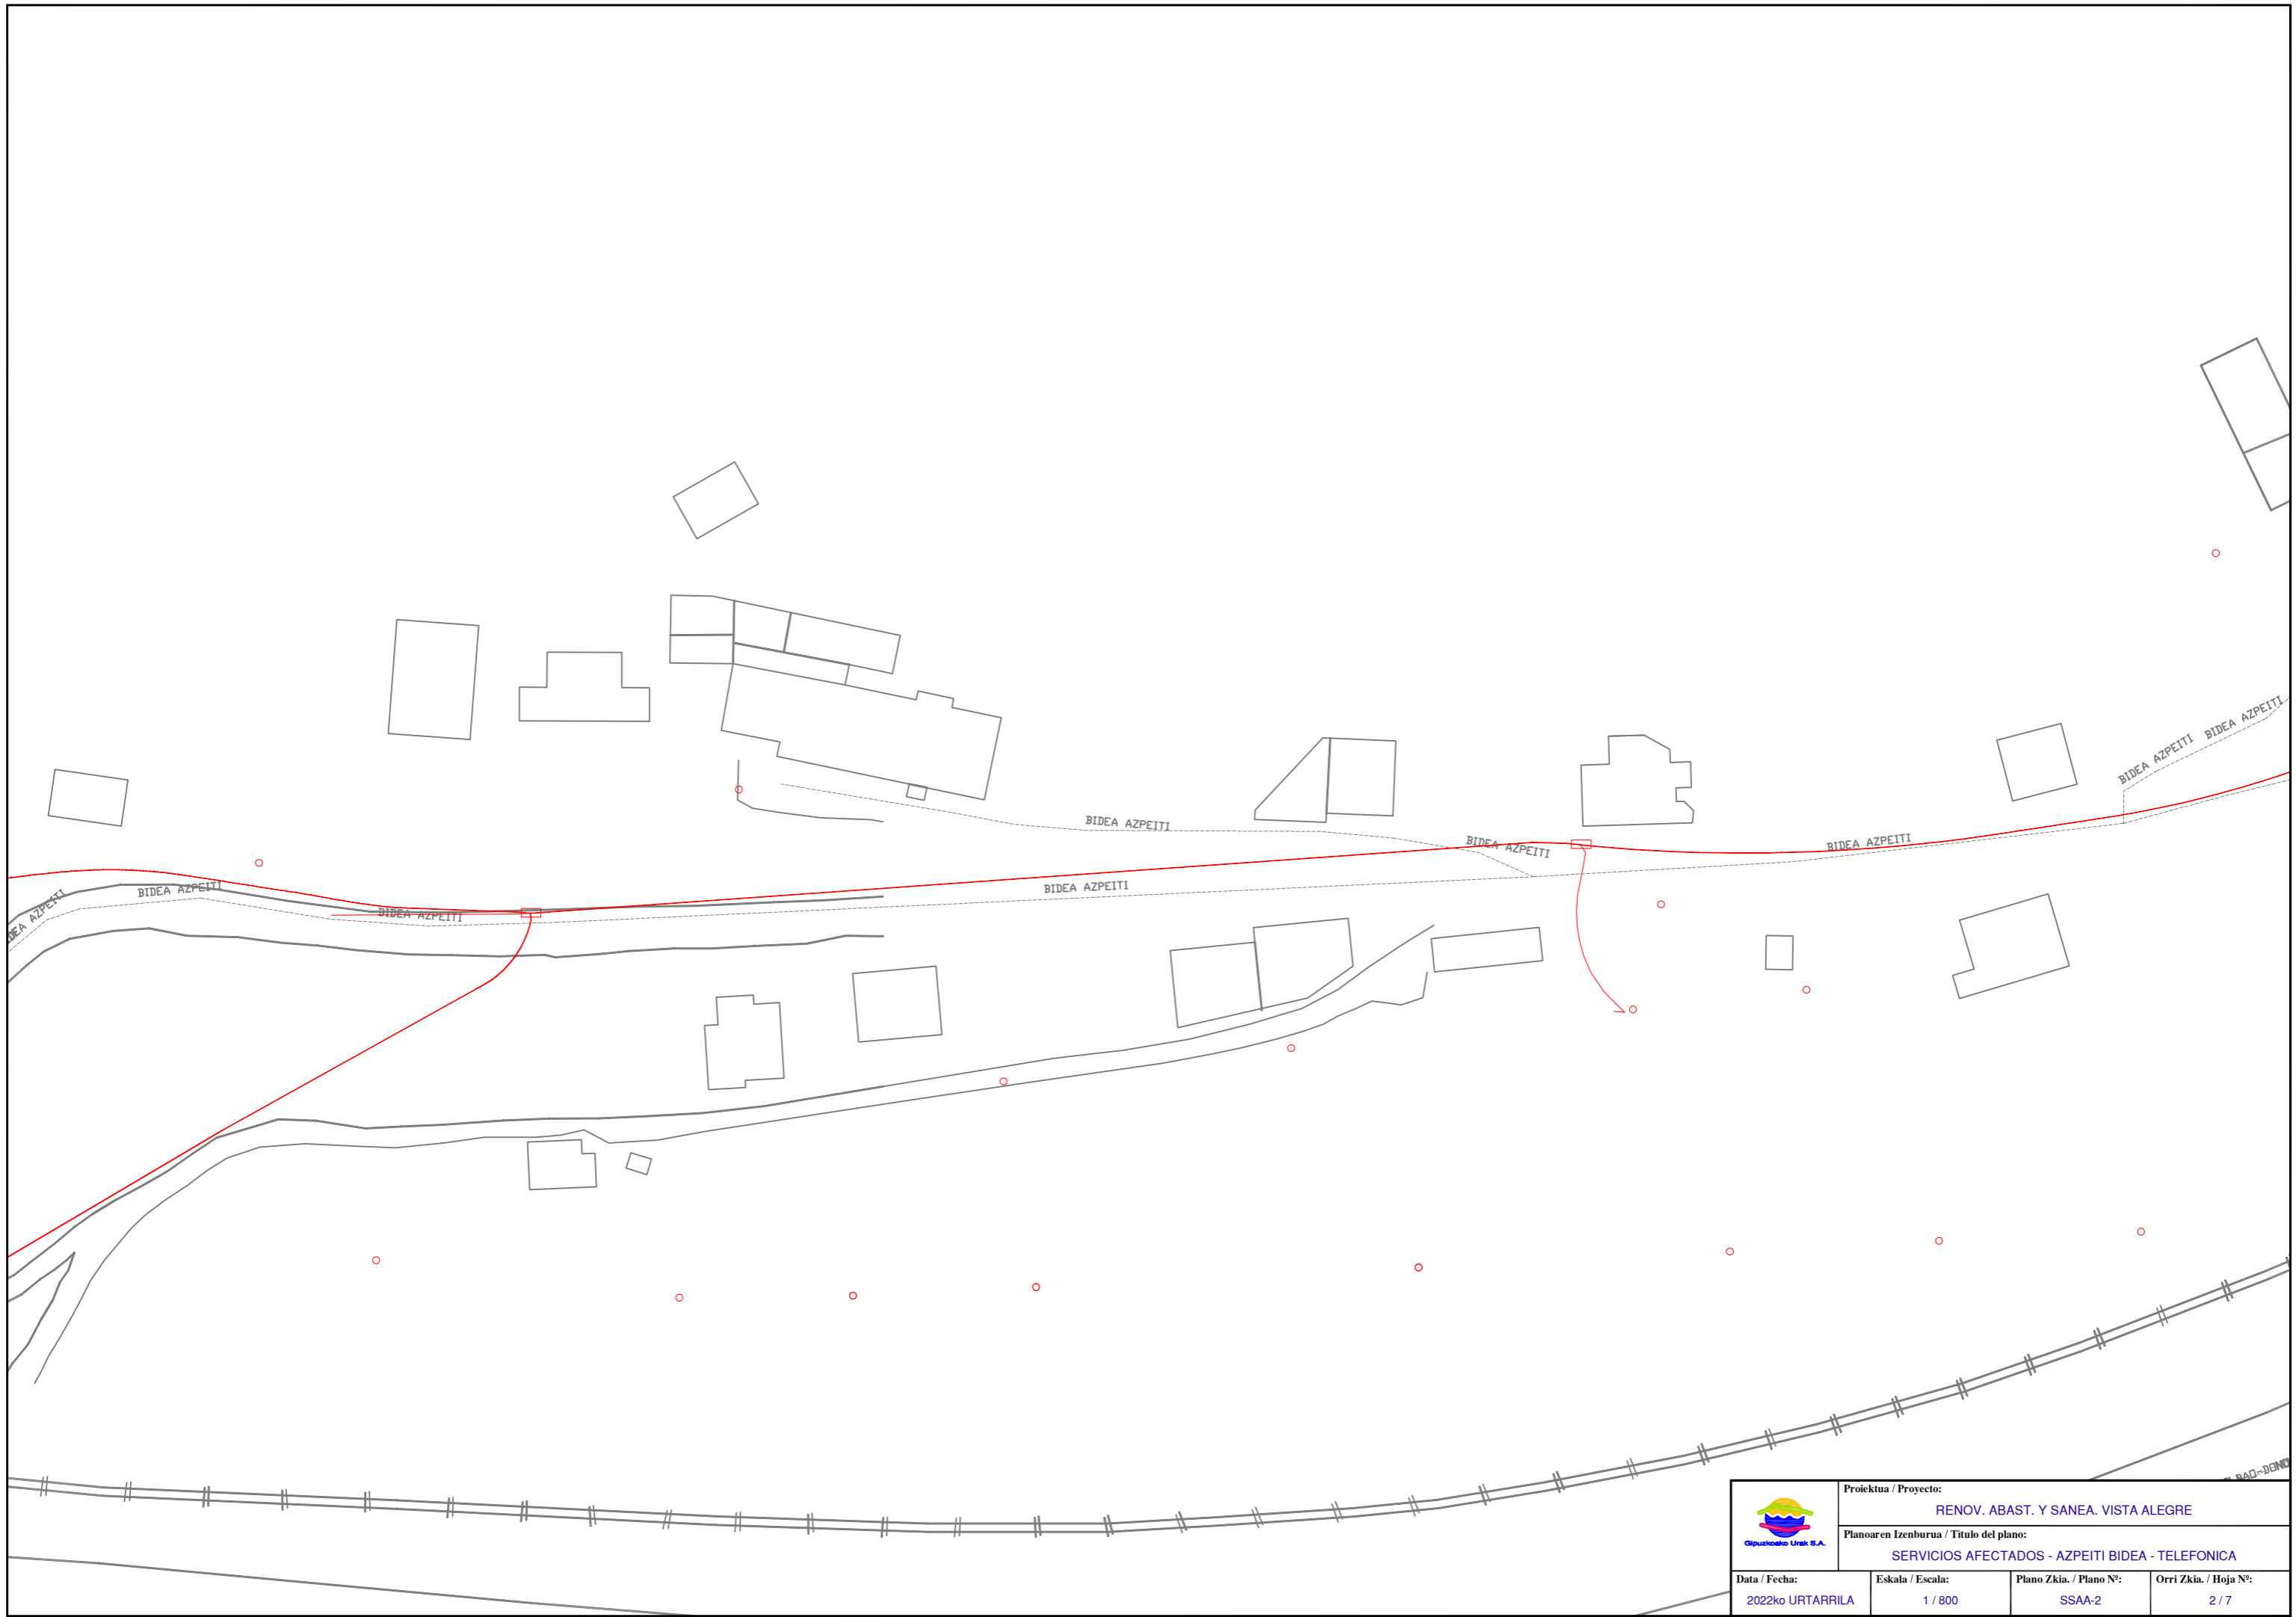 BIDEA AZPEITI
BIDEA AZPEITI
BIDEA AZPEITI
BIDEA AZPEITI
BIDEA AZPEITI
BIDEA AZPEITI
BIDEA AZPEITI
AZPEITI
BIDEA AZPEITI
Proiektua / Proyecto:
RENOV. ABAST. Y SANEA. VISTA ALEGRE
Planoaren Izenburua / Titulo del plano:
SERVICIOS AFECTADOS - AZPEITI BIDEA - TELEFONICA
Gipuzkoako Urak S.A.
Data / Fecha: Eskala / Escala: Plano Zkia. / Plano Nº: Orri Zkia. / Hoja Nº:
2022ko URTARRILA 1 / 800 SSAA-2 2 / 7